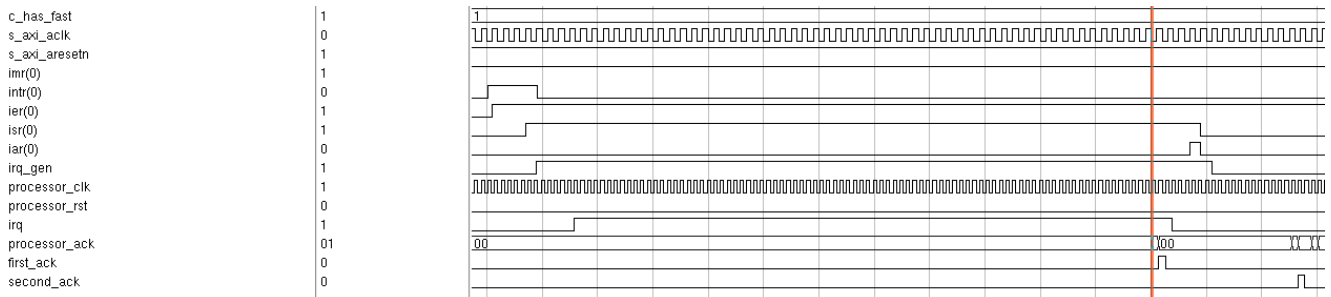 c_has_fast 1 1
s_axi_aclk 0
s_axi_aresetn 1
imr(0) 1
intr(0) 0
ier(0) 1
isr(0) 1
iar(0) 0
irq_gen 1
processor_clk 1
processor_rst 0
irq 1
processor_ack 01 00 00
first_ack 0
second_ack 0